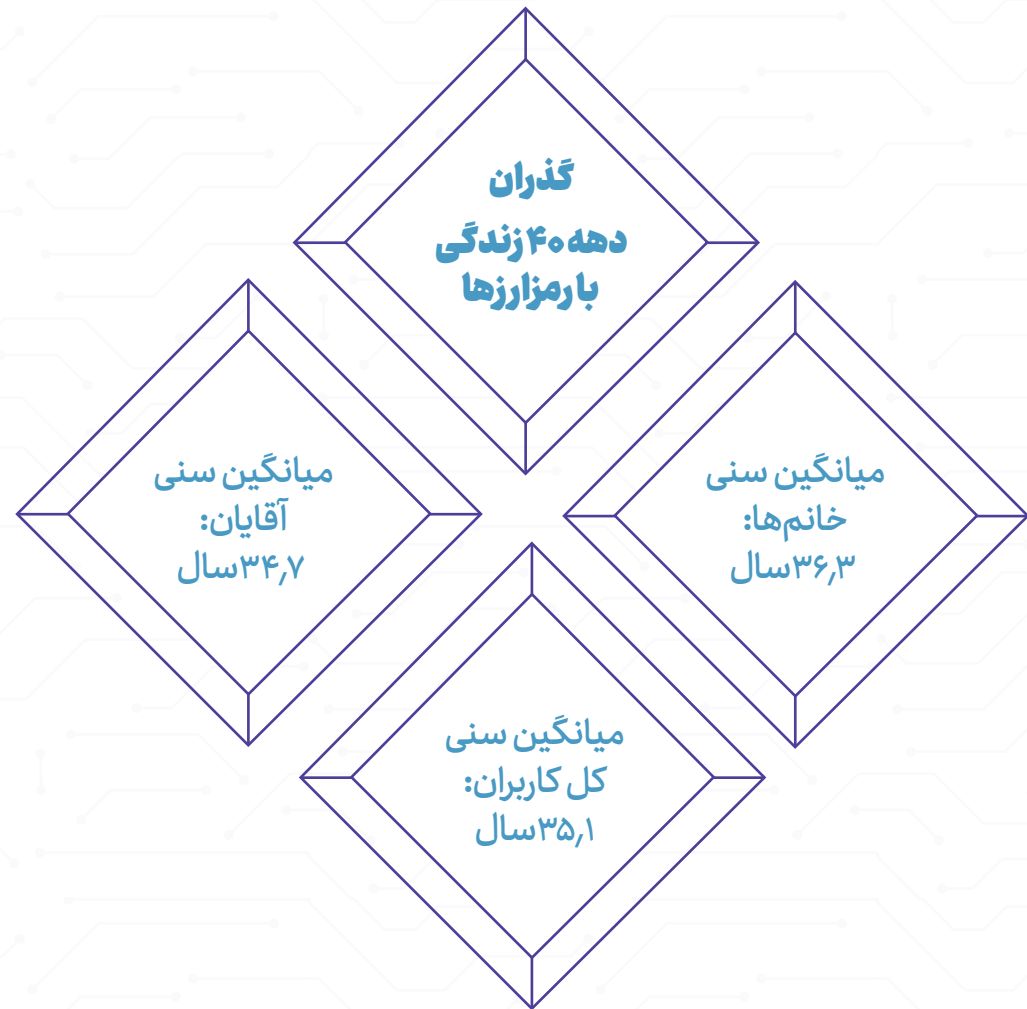 گذران
دهه ۴۰ زندگی
با رمزارزها
میانگین سنی
خانم‌ها:
۳۶٫۳سال
میانگین سنی
آقایان:
۳۴٫۷سال
میانگین سنی
کل کاربران:
۳۵٫۱سال